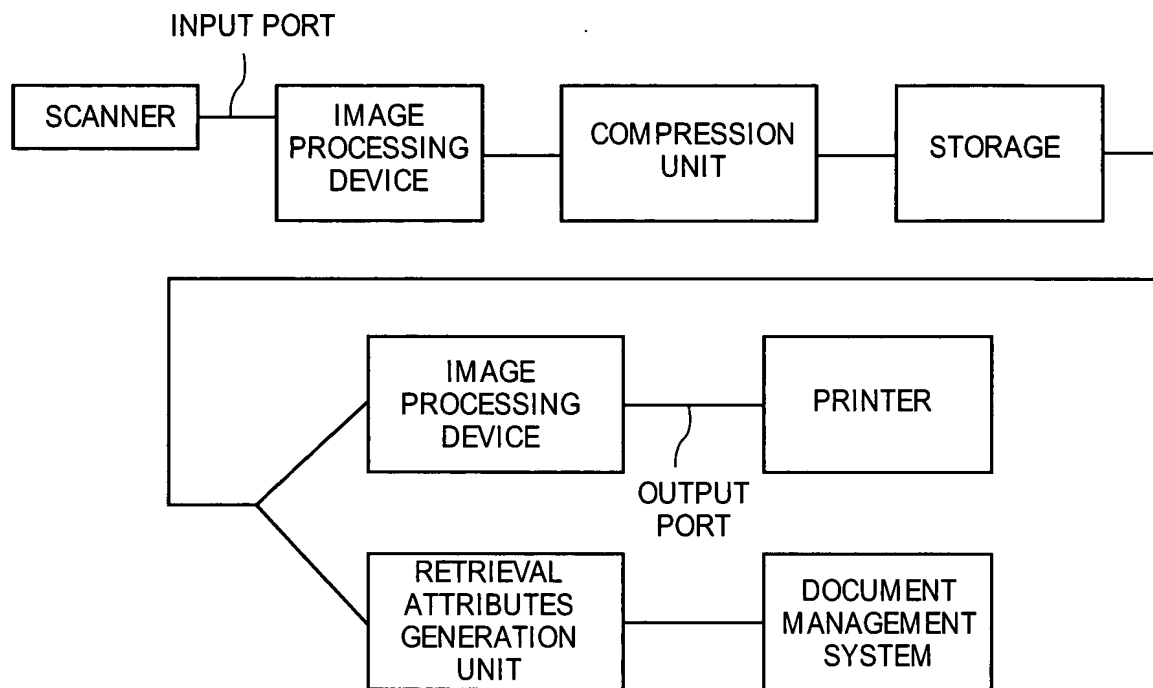 INPUT PORT
SCANNER
IMAGE
PROCESSING
DEVICE
COMPRESSION
UNIT
STORAGE
IMAGE
PROCESSING
DEVICE
PRINTER
OUTPUT
PORT
RETRIEVAL
ATTRIBUTES
GENERATION
UNIT
DOCUMENT
MANAGEMENT
SYSTEM